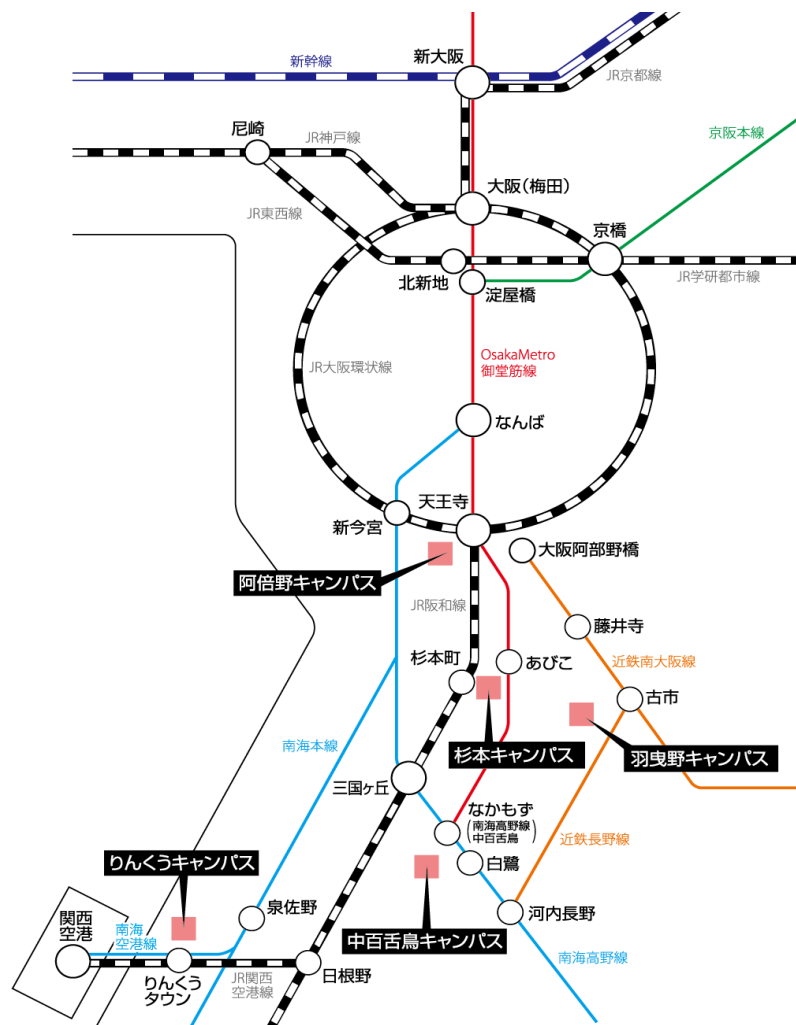 新幹線
新大阪
JR京都線
尼崎
JR神戸線
京阪本線
JR東西線
大阪(梅田)
京橋
北新地
淀屋橋
JR学研都市線
JR大阪環状線
OsakaMetro
御堂筋線
なんば
天王寺
新今宮
大阪阿部野橋
阿倍野キャンパス
JR阪和線
藤井寺
杉本町
あびこ
近鉄南大阪線
古市
南海本線
杉本キャンパス
羽曳野キャンパス
三国ヶ丘
なかもず
(南海高野線
中百舌鳥)
近鉄長野線
りんくうキャンパス
白鷺
泉佐野
河内長野
関西
空港
南海
空港線
中百舌鳥キャンパス
南海高野線
りんくう
タウン
JR関西
空港線
日根野